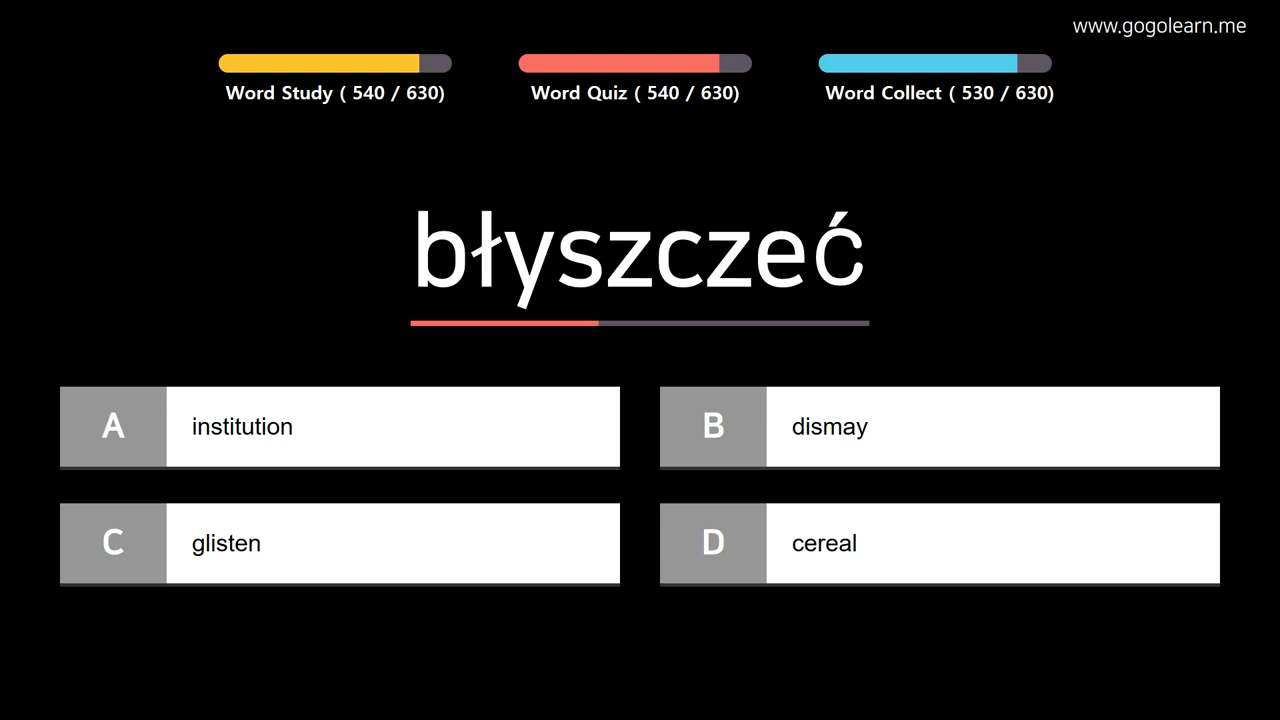 www.gogolearn.me
Word Study ( 540 / 630)
Word Quiz ( 540 / 630)
Word Collect ( 530 / 630)
błyszczeć
A institution
B dismay
C glisten
D cereal